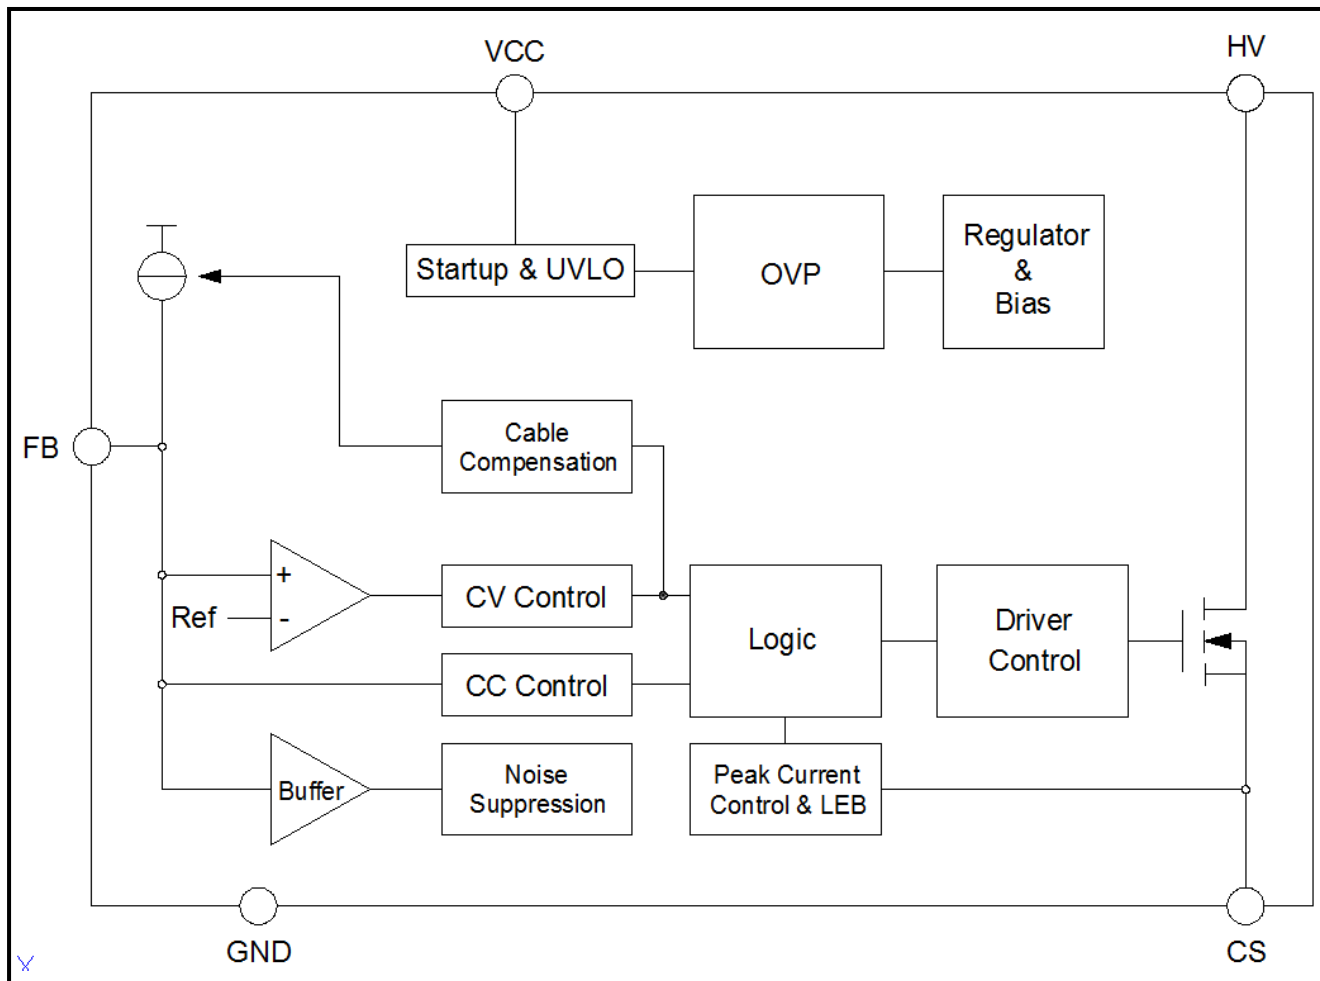 VCC
HV
Startup & UVLO
OVP
Regulator
&
Bias
FB
Cable
Compensation
+
Ref
-
CV Control
Logic
Driver
Control
CC Control
Buffer
Noise
Suppression
Peak Current
Control & LEB
GND
CS